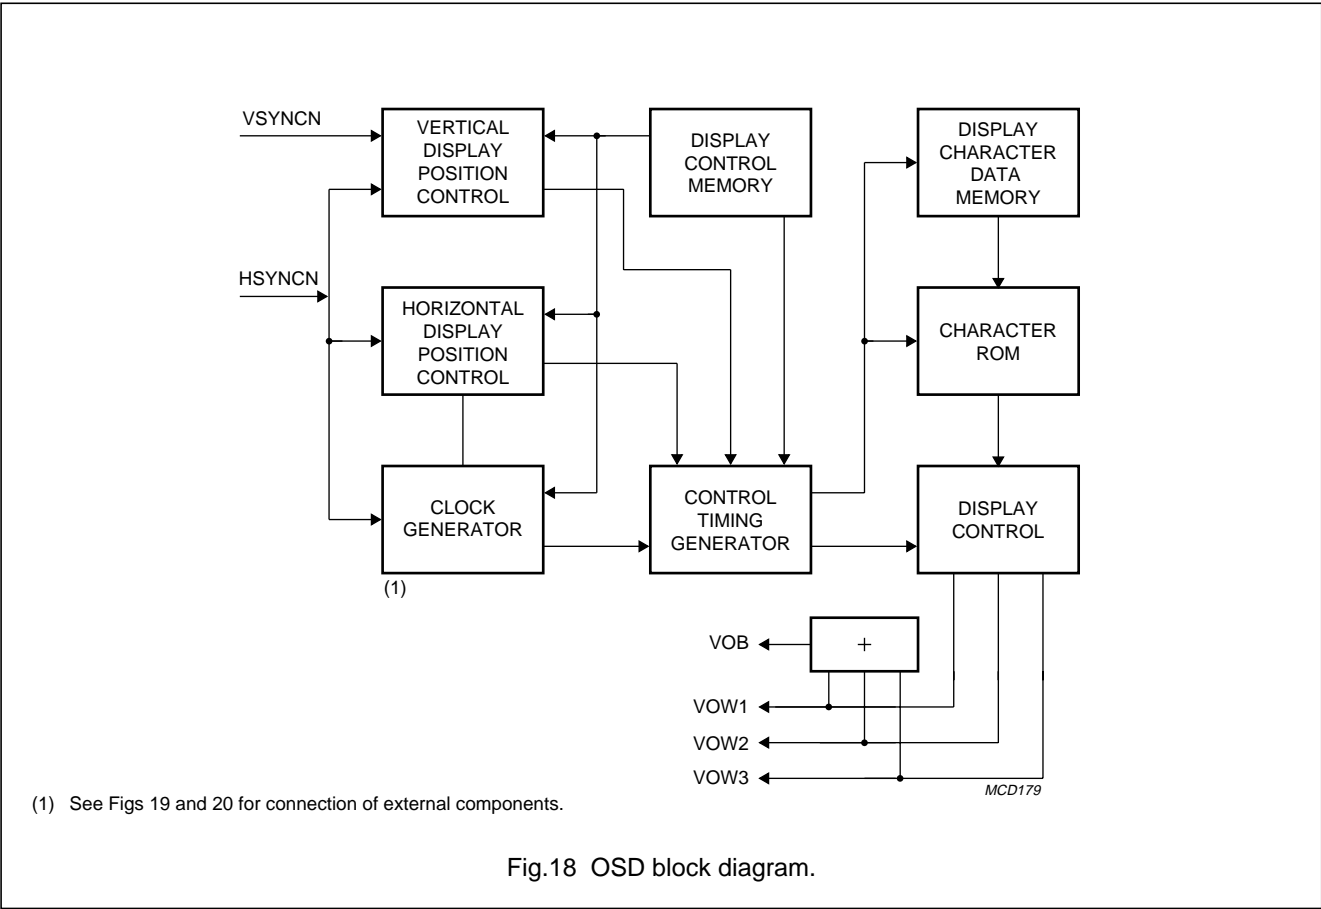 VSYNCN
VERTICAL
DISPLAY
POSITION
CONTROL
DISPLAY
CONTROL
MEMORY
DISPLAY
CHARACTER
DATA
MEMORY
HSYNCN
HORIZONTAL
DISPLAY
POSITION
CONTROL
CHARACTER
ROM
CLOCK
GENERATOR
(1)
CONTROL
TIMING
GENERATOR
DISPLAY
CONTROL
VOB
+
VOW1
VOW2
VOW3
MCD179
(1) See Figs 19 and 20 for connection of external components.
Fig.18 OSD block diagram.